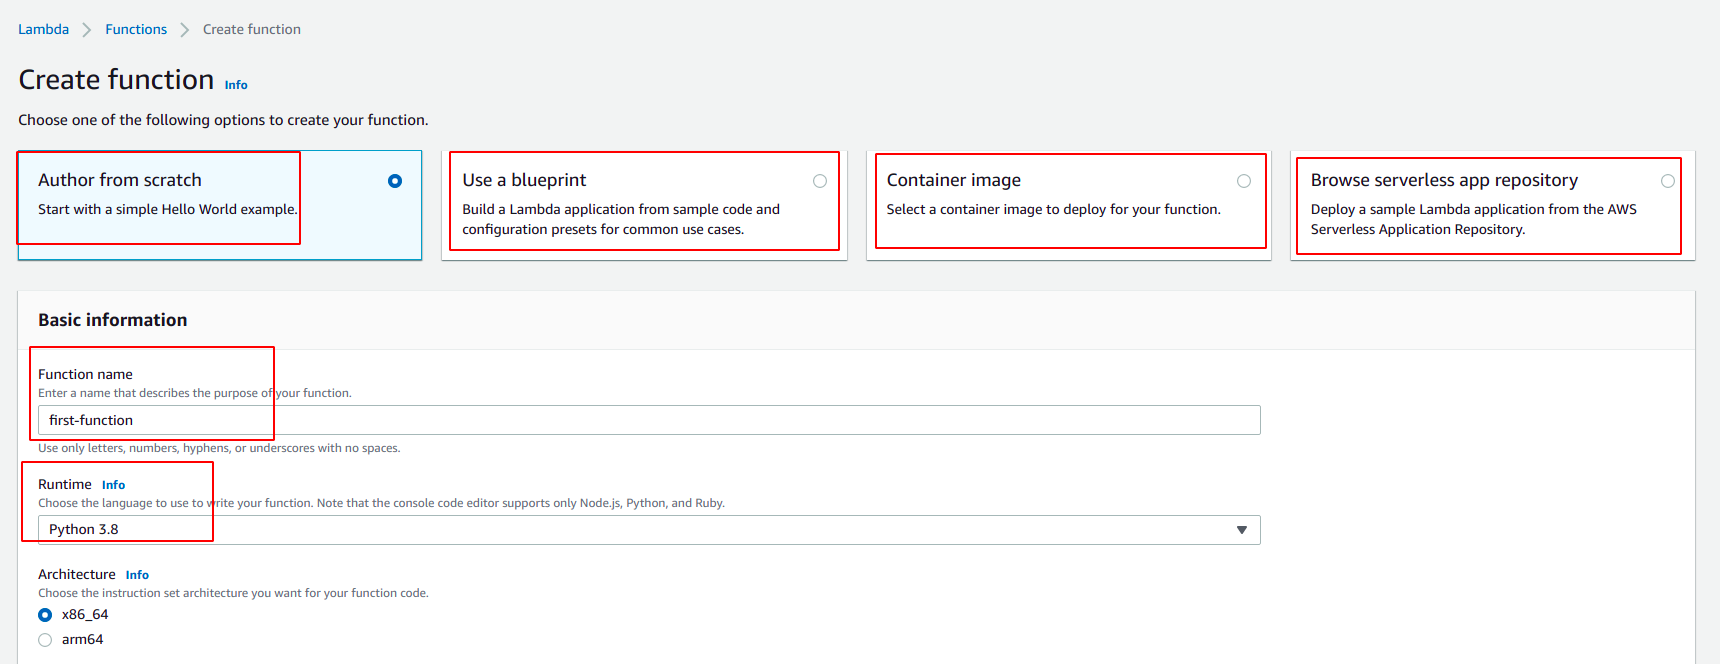 Lambda > Functions > Create function
Create function Info
Choose one of the following options to create your function.
Author from scratch
Start with a simple Hello World example.
Use a blueprint
Build a Lambda application from sample code and
configuration presets for common use cases.
Container image
Select a container image to deploy for your function.
Browse serverless app repository
Deploy a sample Lambda application from the AWS
Serverless Application Repository.
Basic information
Function name
Enter a name that describes the purpose of your function.
first-function
Use only letters, numbers, hyphens, or underscores with no spaces.
Runtime Info
Choose the language to use to write your function. Note that the console code editor supports only Node.js, Python, and Ruby.
Python 3.8
Architecture Info
Choose the instruction set architecture you want for your function code.
x86_64
arm64